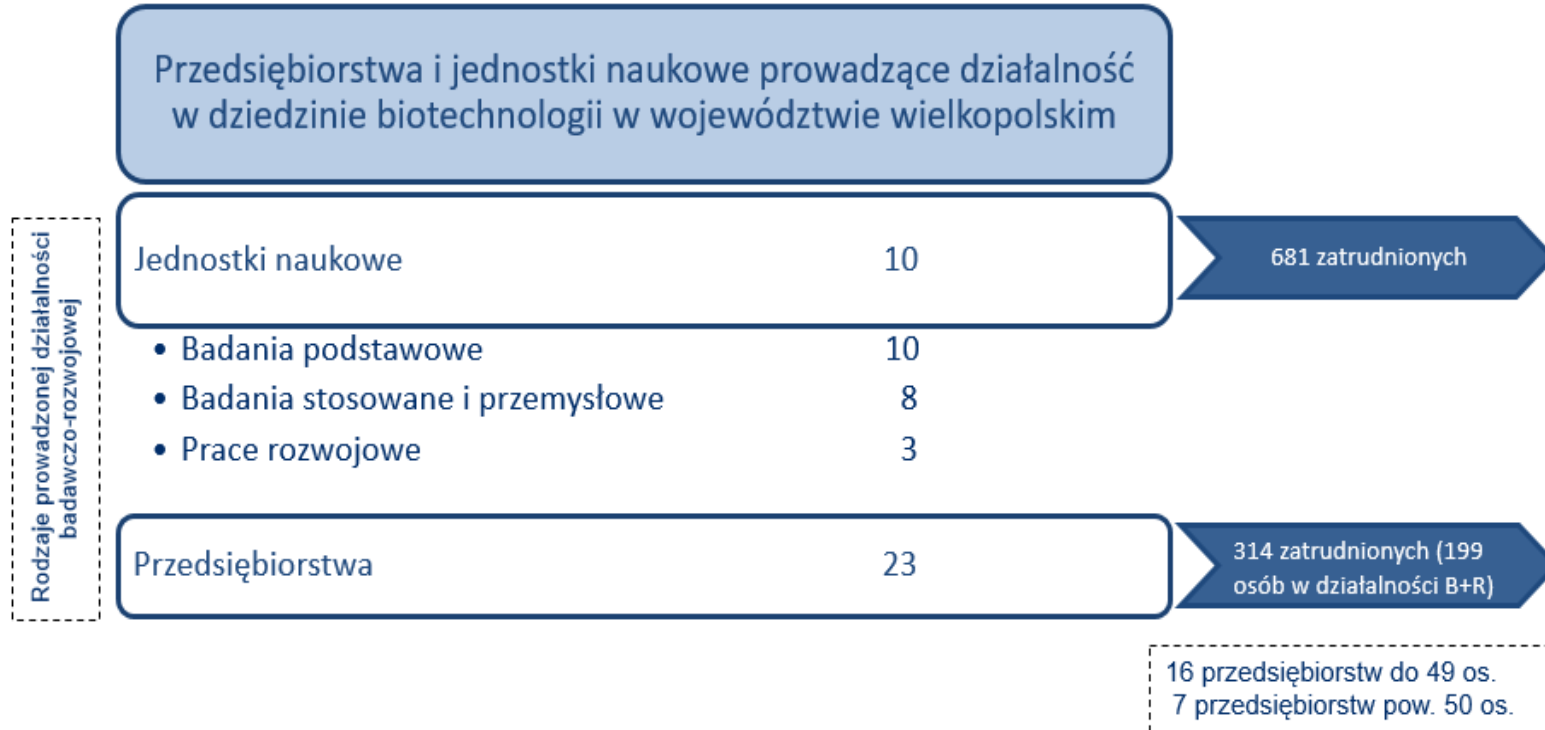 Przedsiębiorstwa i jednostki naukowe prowadzące działalność
w dziedzinie biotechnologii w województwie wielkopolskim
Rodzaje prowadzonej działalności
badawczo-rozwojowej
Jednostki naukowe 10
681 zatrudnionych
• Badania podstawowe 10
• Badania stosowane i przemysłowe 8
• Prace rozwojowe 3
Przedsiębiorstwa 23
314 zatrudnionych (199
osób w działalności B+R)
16 przedsiębiorstw do 49 os.
7 przedsiębiorstw pow. 50 os.